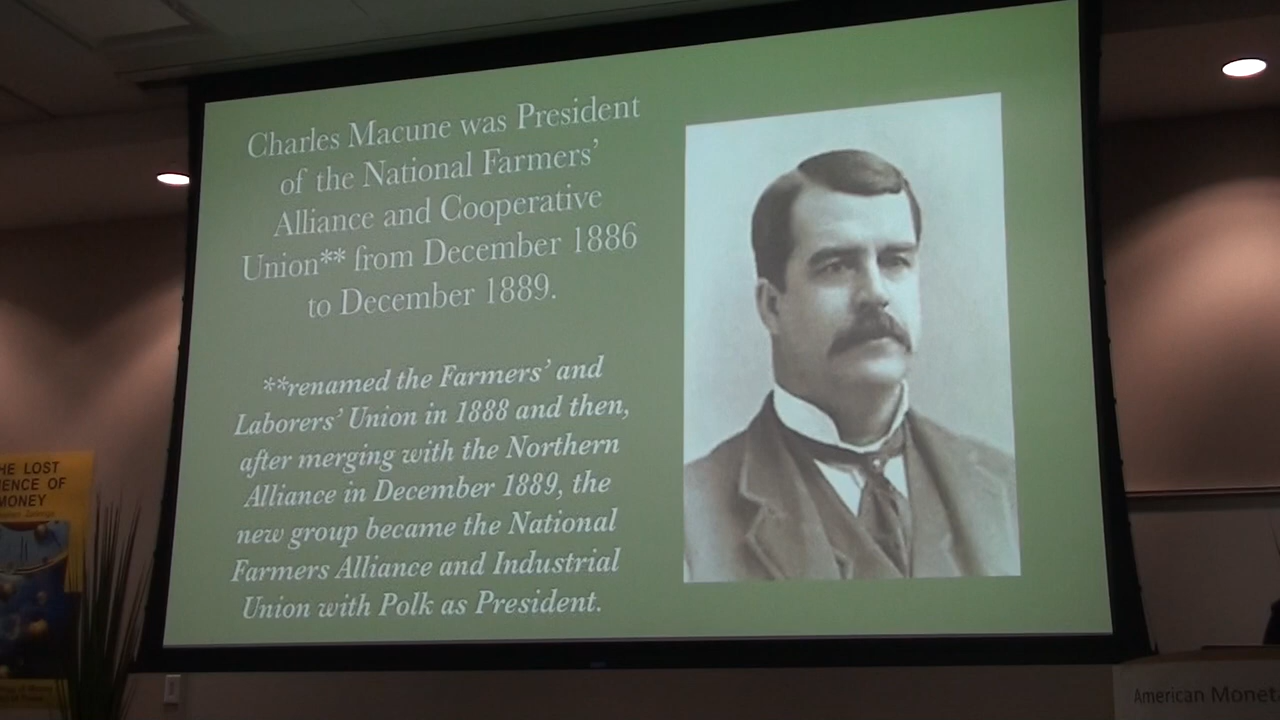 Charles Macune was President
of the National Farmers'
Alliance and Cooperative
Union** from December 1886
to December 1889.
**renamed the Farmers' and
Laborers' Union in 1888 and then,
after merging with the Northern
Alliance in December 1889, the
new group became the National
Farmers Alliance and Industrial
Union with Polk as President.
HE LOST
IENCE OF
MONEY
American Monet